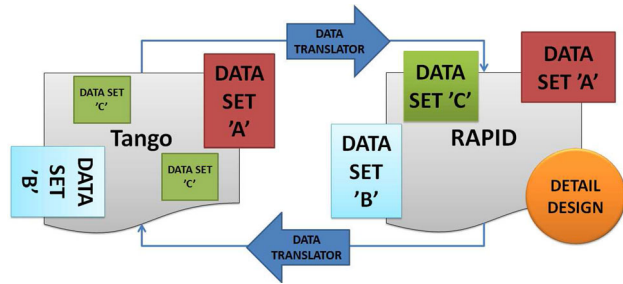 DATA
TRANSLATOR
DATA SET
'C'
DATA
SET
'A'
Tango
DATA SET
'C'
DATA
SET
'B'
DATA
SET 'C'
DATA
SET 'A'
RAPID
DATA
SET
'B'
DETAIL
DESIGN
DATA
TRANSLATOR